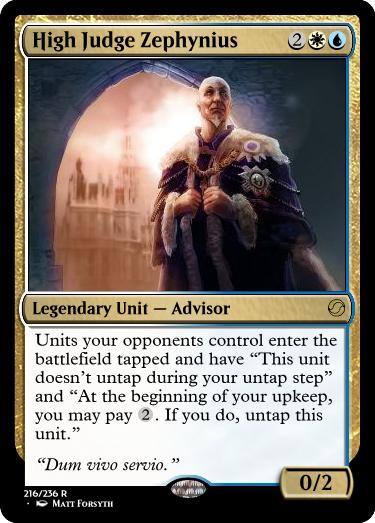 High Judge Zephynius 2
Legendary Unit — Advisor
Units your opponents control enter the
battlefield tapped and have “This unit
doesn’t untap during your untap step”
and “At the beginning of your upkeep,
you may pay 2. If you do, untap this
unit.”
“Dum vivo servio.”
0/2
216/236 R
· Matt Forsyth